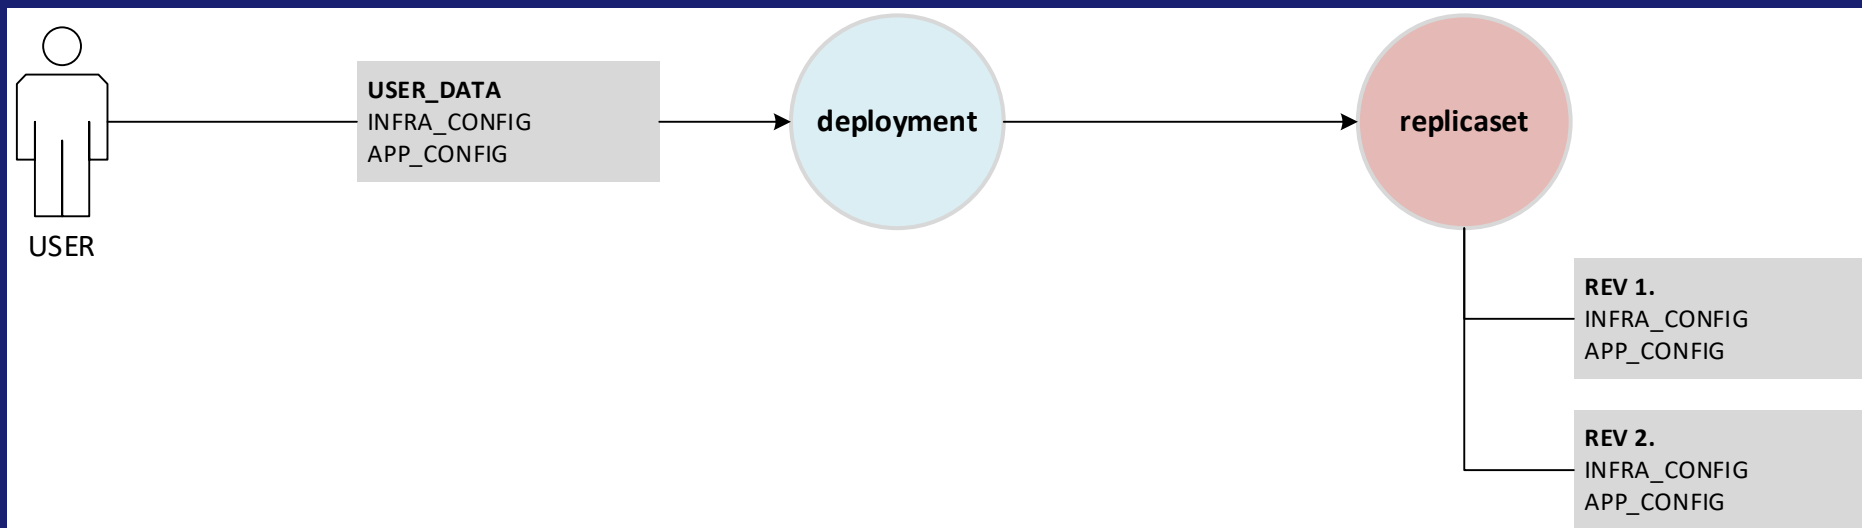 USER
USER_DATA
INFRA_CONFIG
APP_CONFIG
deployment
replicaset
REV 1.
INFRA_CONFIG
APP_CONFIG
REV 2.
INFRA_CONFIG
APP_CONFIG